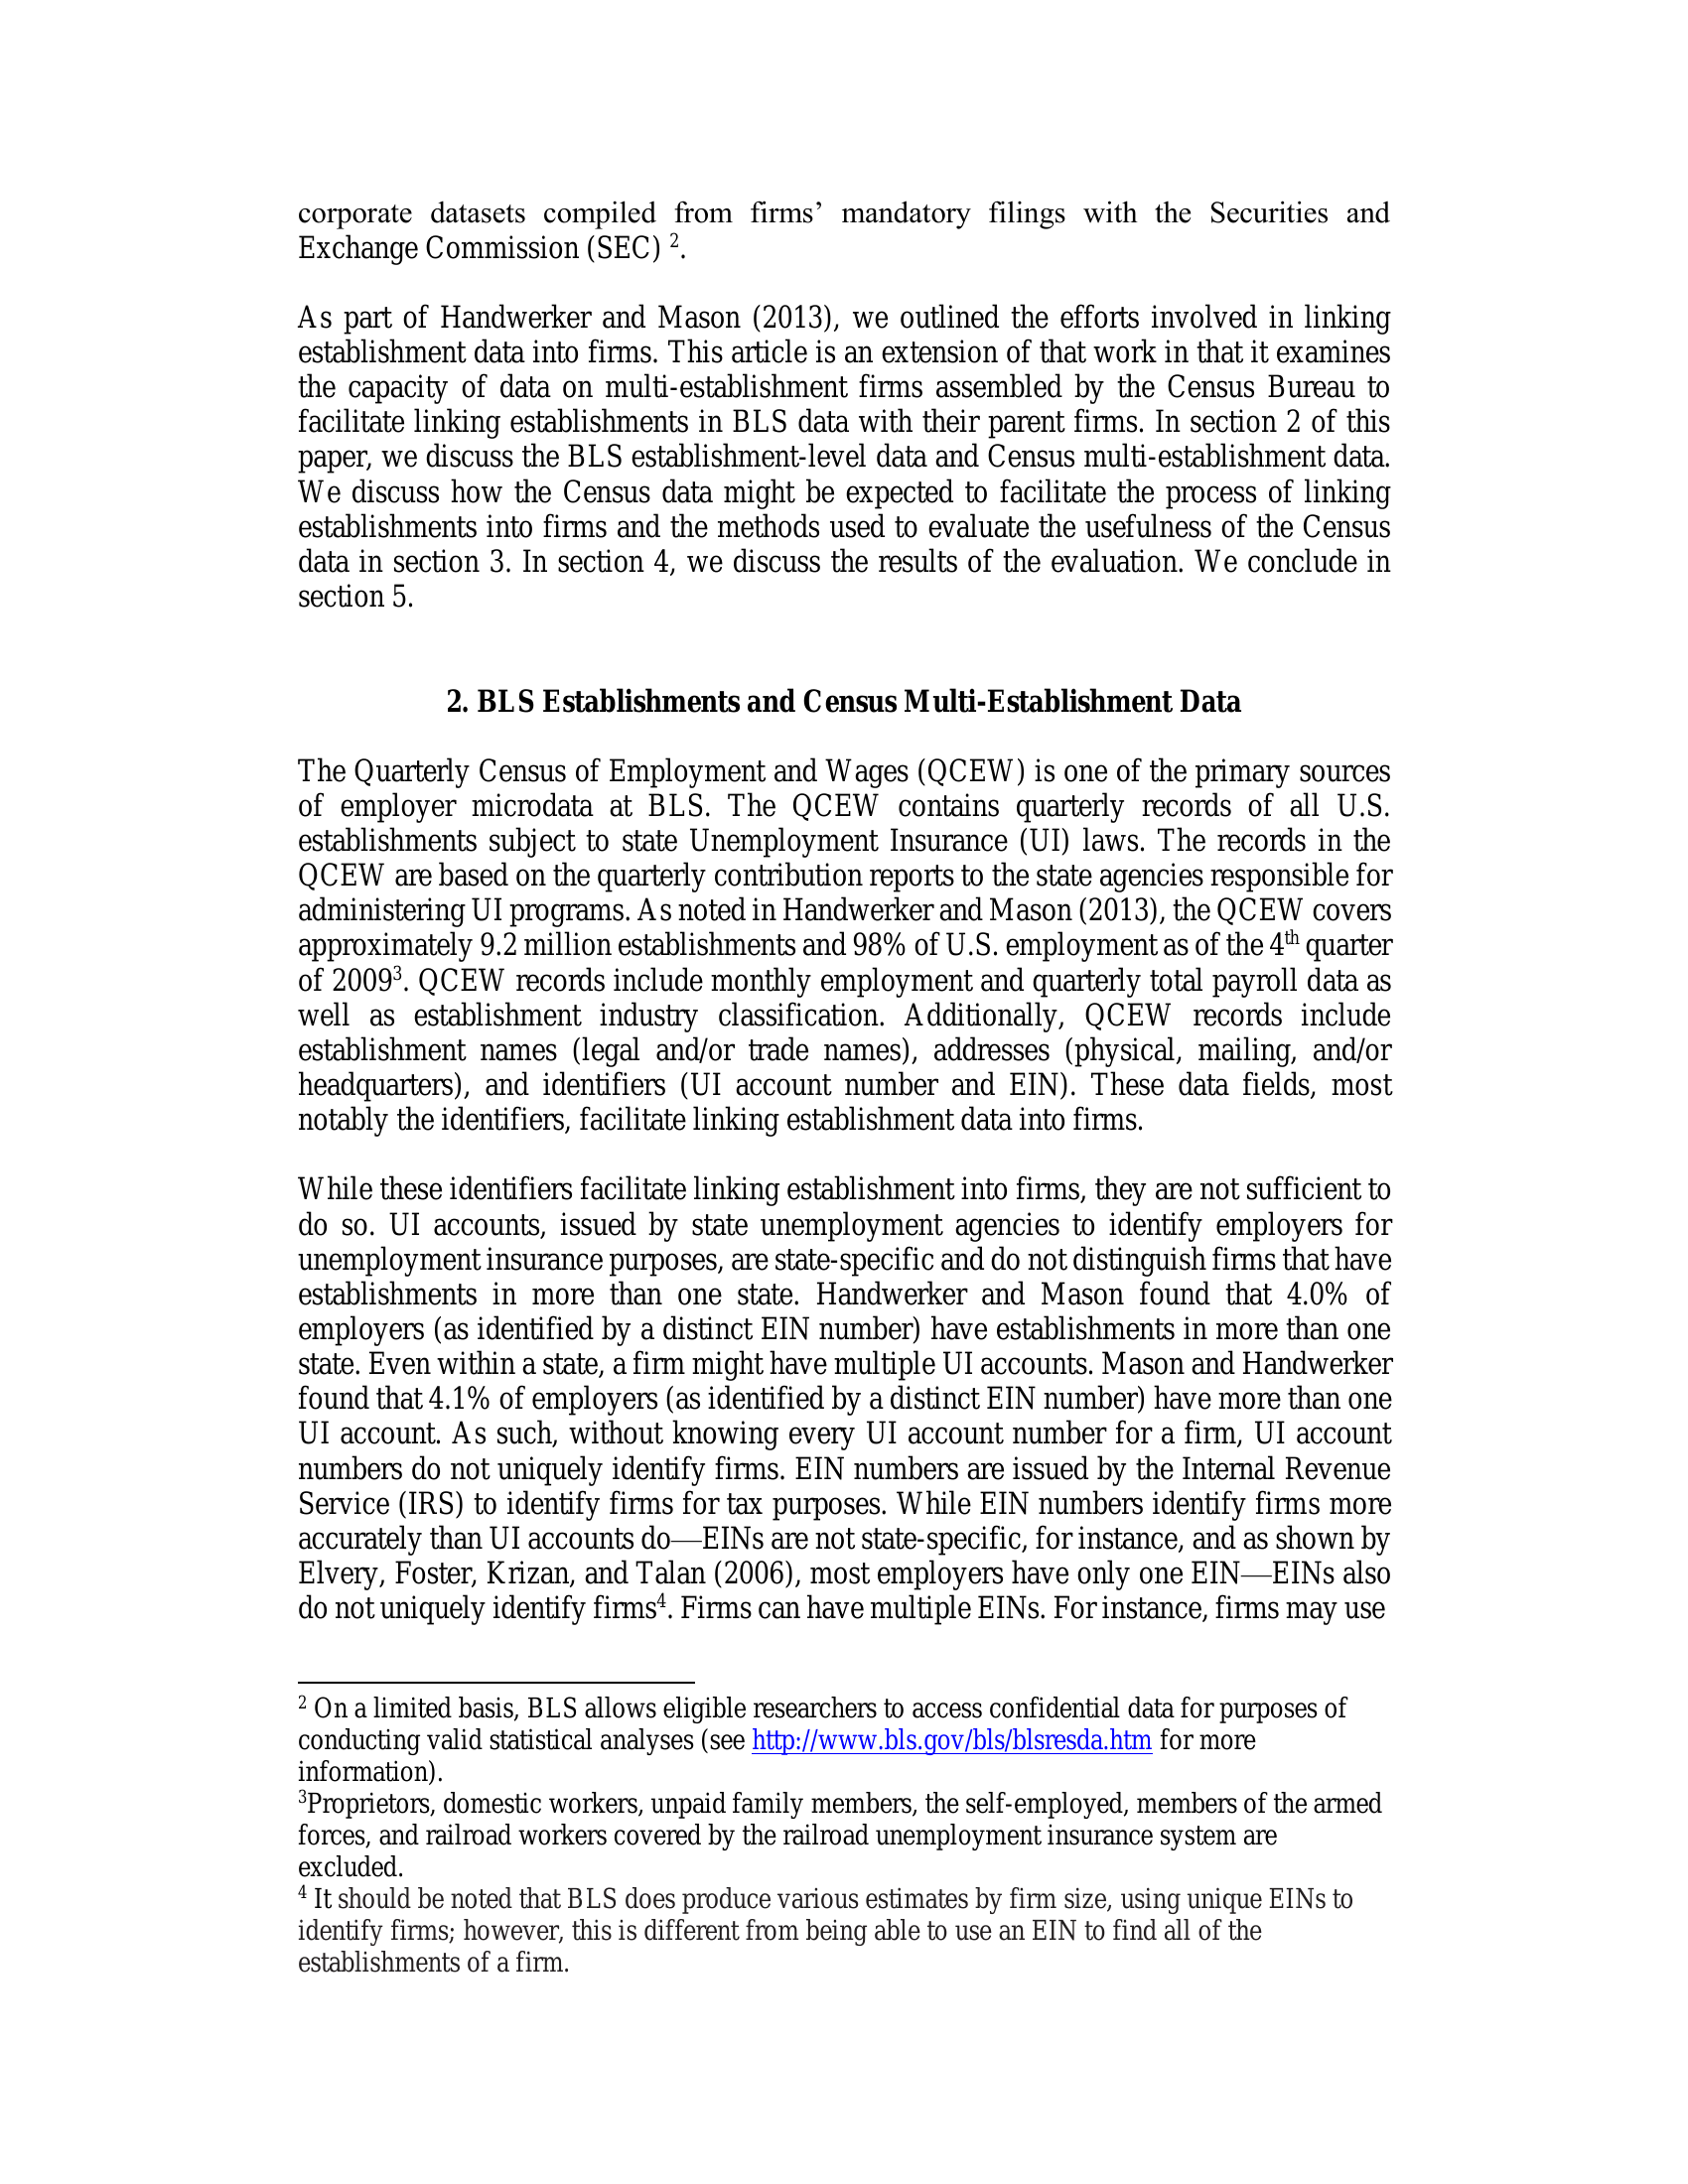 corporate datasets compiled from firms’ mandatory filings with the Securities and
Exchange Commission (SEC) 2.
As part of Handwerker and Mason (2013), we outlined the efforts involved in linking
establishment data into firms. This article is an extension of that work in that it examines
the capacity of data on multi-establishment firms assembled by the Census Bureau to
facilitate linking establishments in BLS data with their parent firms. In section 2 of this
paper, we discuss the BLS establishment-level data and Census multi-establishment data.
We discuss how the Census data might be expected to facilitate the process of linking
establishments into firms and the methods used to evaluate the usefulness of the Census
data in section 3. In section 4, we discuss the results of the evaluation. We conclude in
section 5.
2. BLS Establishments and Census Multi-Establishment Data
The Quarterly Census of Employment and Wages (QCEW) is one of the primary sources
of employer microdata at BLS. The QCEW contains quarterly records of all U.S.
establishments subject to state Unemployment Insurance (UI) laws. The records in the
QCEW are based on the quarterly contribution reports to the state agencies responsible for
administering UI programs. As noted in Handwerker and Mason (2013), the QCEW covers
approximately 9.2 million establishments and 98% of U.S. employment as of the 4th quarter
of 20093. QCEW records include monthly employment and quarterly total payroll data as
well as establishment industry classification. Additionally, QCEW records include
establishment names (legal and/or trade names), addresses (physical, mailing, and/or
headquarters), and identifiers (UI account number and EIN). These data fields, most
notably the identifiers, facilitate linking establishment data into firms.
While these identifiers facilitate linking establishment into firms, they are not sufficient to
do so. UI accounts, issued by state unemployment agencies to identify employers for
unemployment insurance purposes, are state-specific and do not distinguish firms that have
establishments in more than one state. Handwerker and Mason found that 4.0% of
employers (as identified by a distinct EIN number) have establishments in more than one
state. Even within a state, a firm might have multiple UI accounts. Mason and Handwerker
found that 4.1% of employers (as identified by a distinct EIN number) have more than one
UI account. As such, without knowing every UI account number for a firm, UI account
numbers do not uniquely identify firms. EIN numbers are issued by the Internal Revenue
Service (IRS) to identify firms for tax purposes. While EIN numbers identify firms more
accurately than UI accounts do—EINs are not state-specific, for instance, and as shown by
Elvery, Foster, Krizan, and Talan (2006), most employers have only one EIN—EINs also
do not uniquely identify firms4. Firms can have multiple EINs. For instance, firms may use
2 On a limited basis, BLS allows eligible researchers to access confidential data for purposes of
conducting valid statistical analyses (see http://www.bls.gov/bls/blsresda.htm for more
information).
3Proprietors, domestic workers, unpaid family members, the self-employed, members of the armed
forces, and railroad workers covered by the railroad unemployment insurance system are
excluded.
4 It should be noted that BLS does produce various estimates by firm size, using unique EINs to
identify firms; however, this is different from being able to use an EIN to find all of the
establishments of a firm.